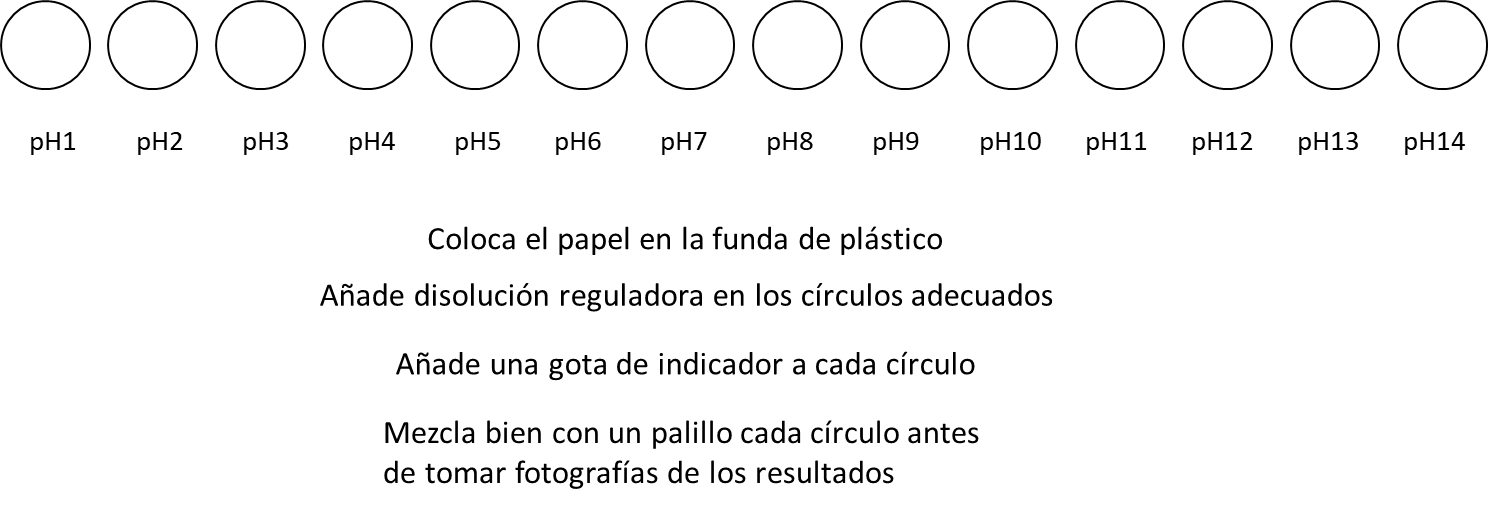 pH1 pH2 pH3 pH4 pH5 pH6 pH7 pH8 pH9 pH10 pH11 pH12 pH13 pH14
Coloca el papel en la funda de plástico
Añade disolución reguladora en los círculos adecuados
Añade una gota de indicador a cada círculo
Mezcla bien con un palillo cada círculo antes
de tomar fotografías de los resultados